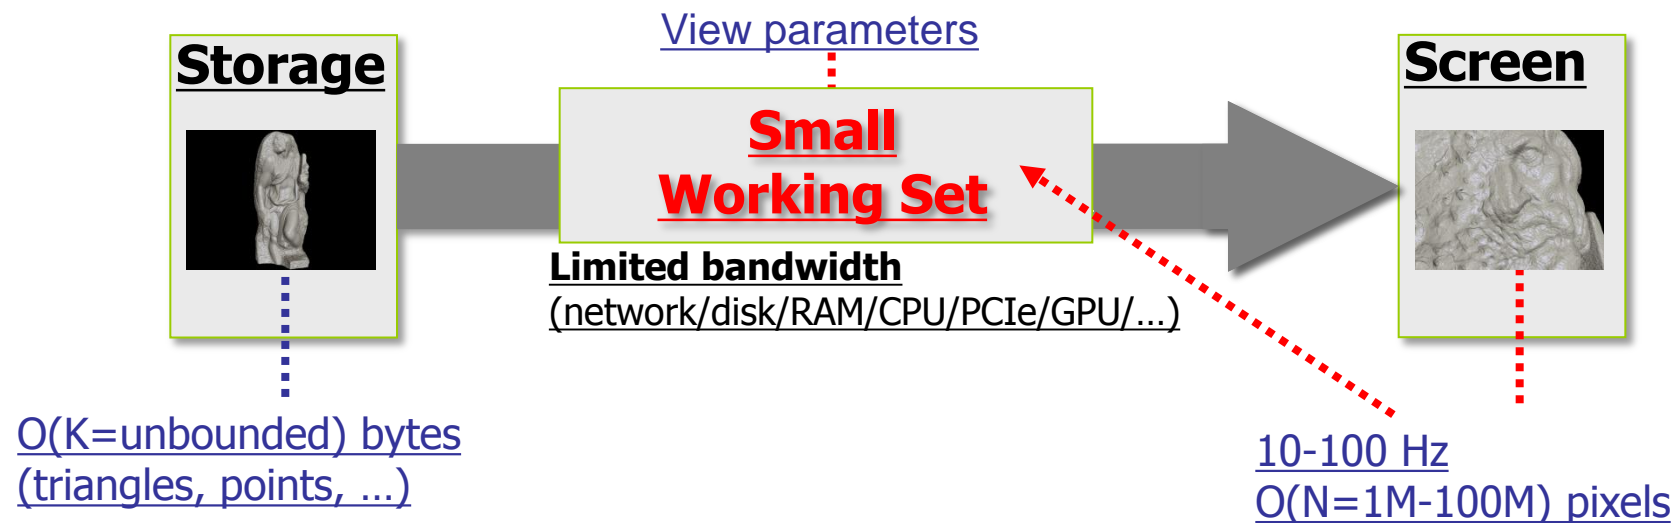 View parameters
Storage
Screen
Small
Working Set
Limited bandwidth
(network/disk/RAM/CPU/PCIe/GPU/…)
O(K=unbounded) bytes
(triangles, points, …)
10-100 Hz
O(N=1M-100M) pixels